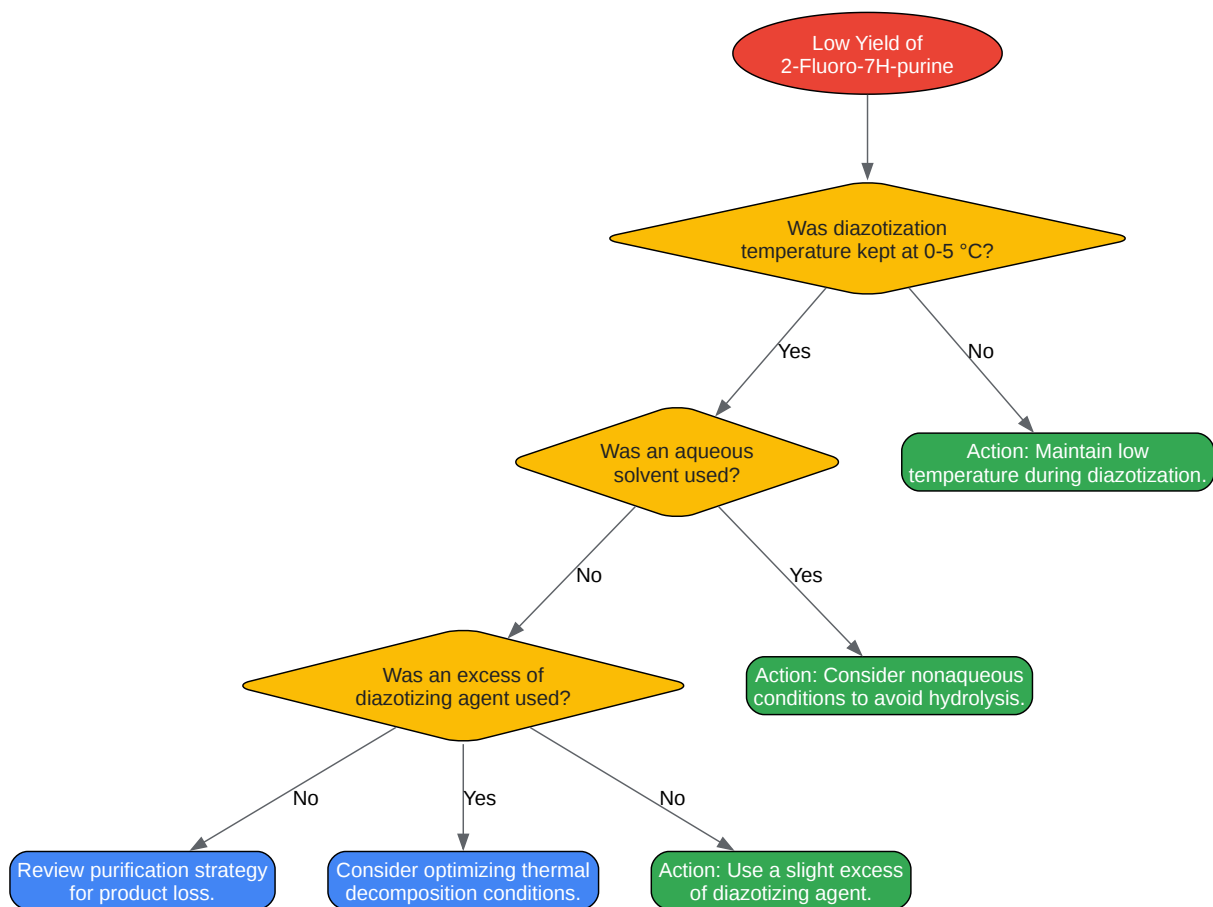 Low Yield of
2-Fluoro-7H-purine
Was diazotization
temperature kept at 0-5 °C?
Yes
No
Was an aqueous
solvent used?
Action: Maintain low
temperature during diazotization.
No
Yes
Was an excess of
diazotizing agent used?
Action: Consider nonaqueous
conditions to avoid hydrolysis.
No
Yes
No
Review purification strategy
for product loss.
Consider optimizing thermal
decomposition conditions.
Action: Use a slight excess
of diazotizing agent.